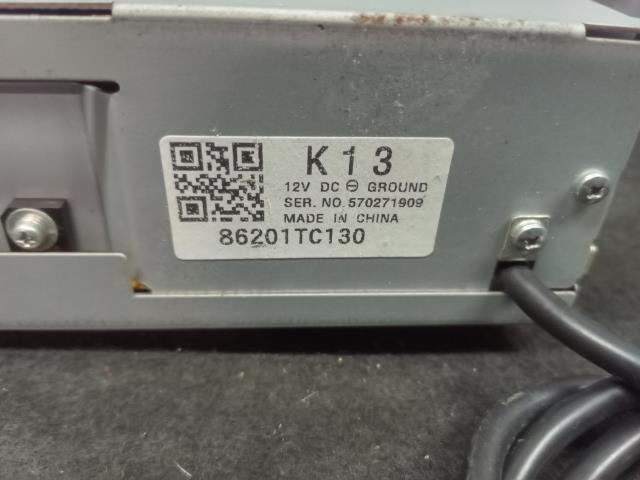 K13
12V DC ⊖ GROUND
SER. NO. 570271909
MADE IN CHINA
86201TC130